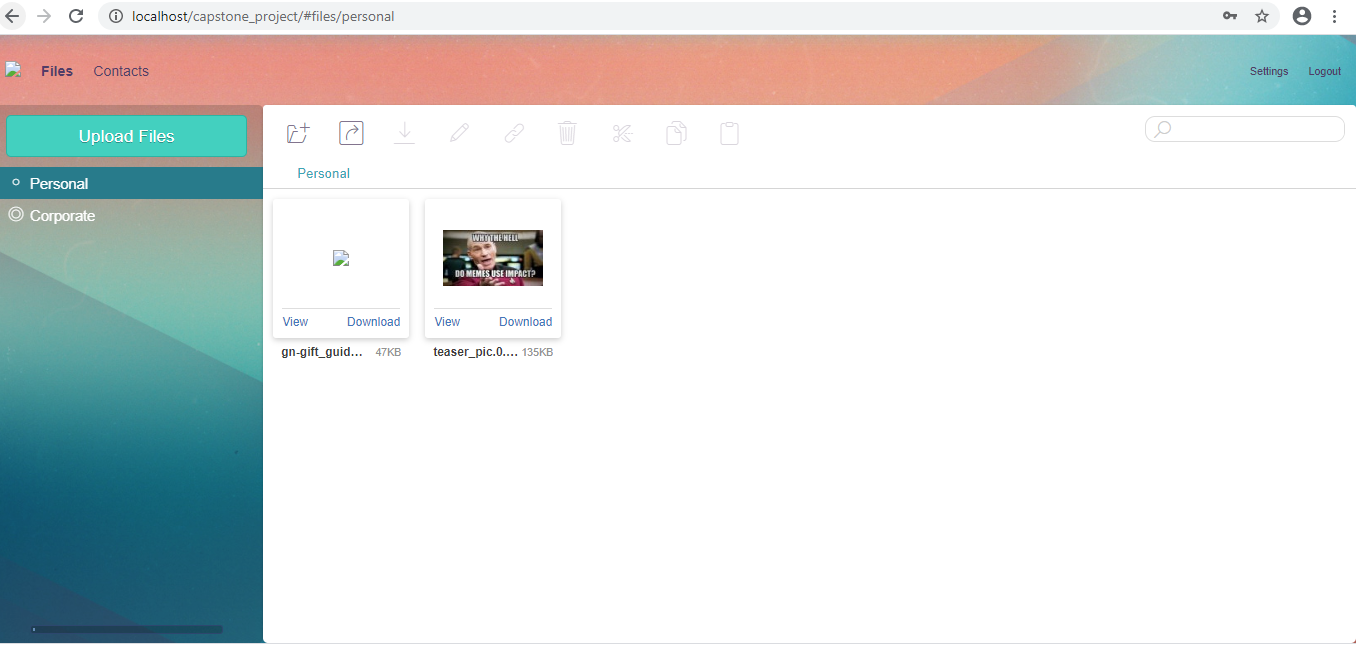 localhost/capstone_project/#files/personal
Files Contacts Settings Logout
Upload Files
Personal
Corporate
Personal
WHY THE HELL
DO MEMES USE IMPACT?
View Download View Download
gn-gift_guid... 47KB teaser_pic.0.... 135KB